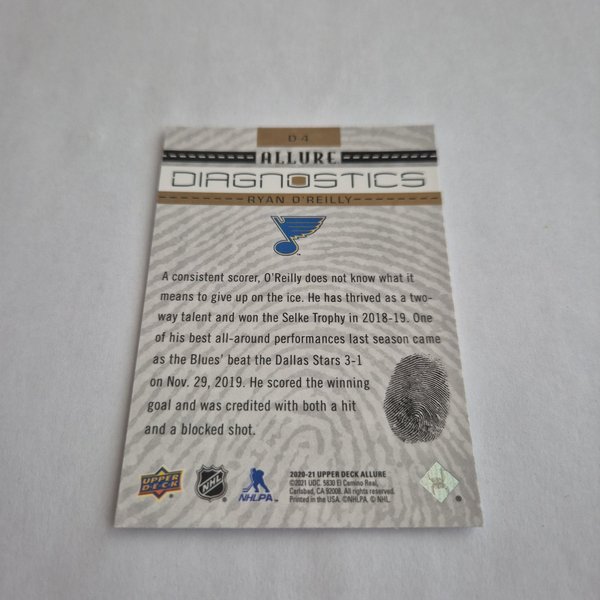 D-4
ALLURE
DIAGNOSTICS
RYAN O'REILLY
A consistent scorer, O'Reilly does not know what it
means to give up on the ice. He has thrived as a two-
way talent and won the Selke Trophy in 2018-19. One
of his best all-around performances last season came
as the Blues' beat the Dallas Stars 3-1
on Nov. 29, 2019. He scored the winning
goal and was credited with both a hit
and a blocked shot.
UPPER
DECK
NHL
NHLPA
2020-21 UPPER DECK ALLURE
©2021 UDC. 5830 El Camino Real,
Carlsbad, CA 92008. All rights reserved.
Printed in the USA. ©NHLPA. © NHL.
®